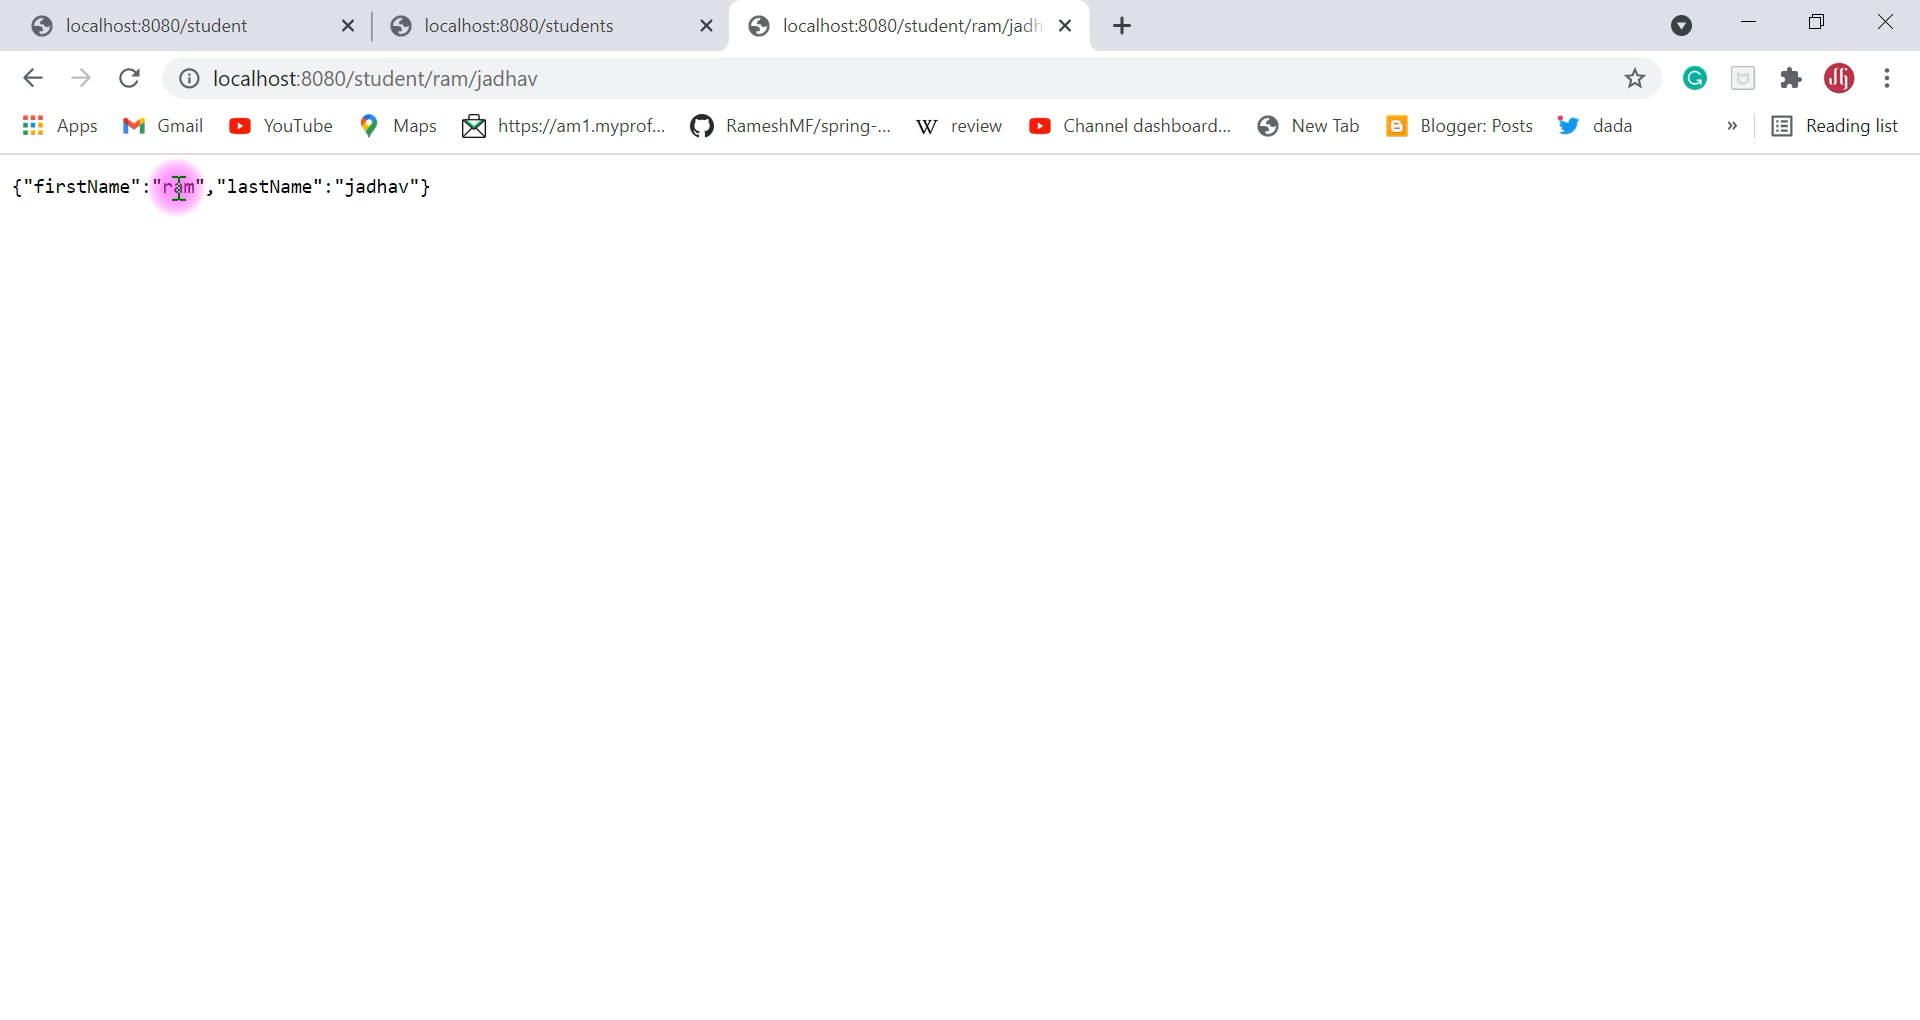 localhost:8080/student
localhost:8080/students
localhost:8080/student/ram/jadh
localhost:8080/student/ram/jadhav
Apps
Gmail
YouTube
Maps
https://am1.myprof...
RameshMF/spring-...
W review
Channel dashboard...
New Tab
Blogger: Posts
dada
»
Reading list
{"firstName":"ram","lastName":"jadhav"}